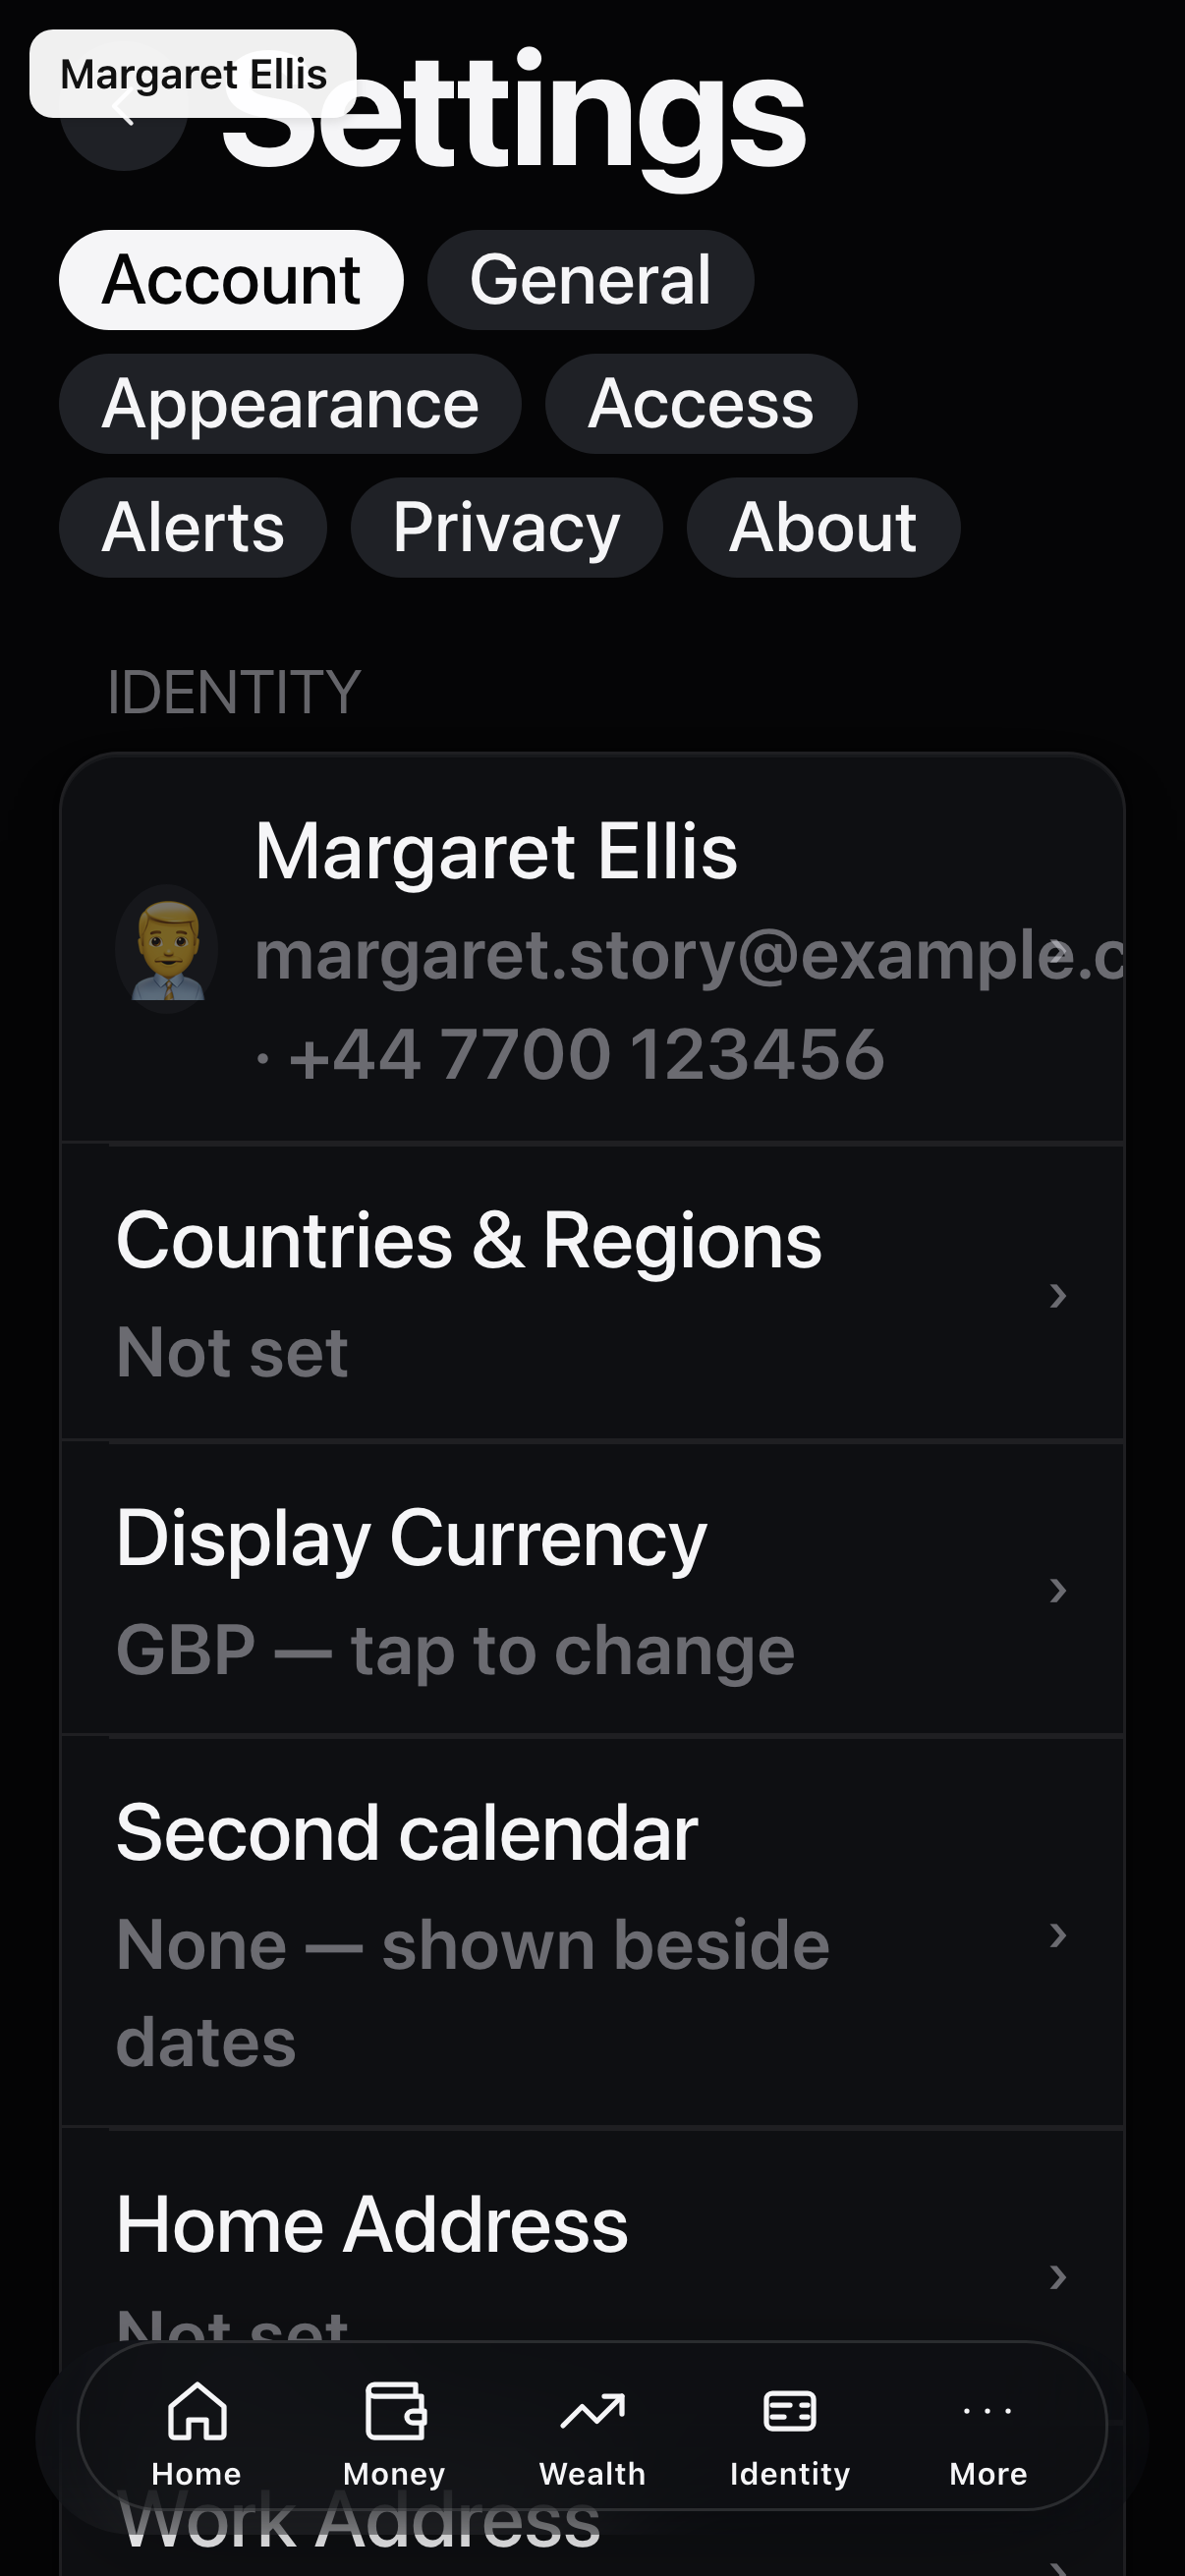 Margaret Ellis
Settings
Account
General
Appearance
Access
Alerts
Privacy
About
IDENTITY
Margaret Ellis
margaret.story@example.c
· +44 7700 123456
Countries & Regions
Not set
Display Currency
GBP — tap to change
Second calendar
None — shown beside
dates
Home Address
Not set
Home
Money
Wealth
Identity
More
Work Address